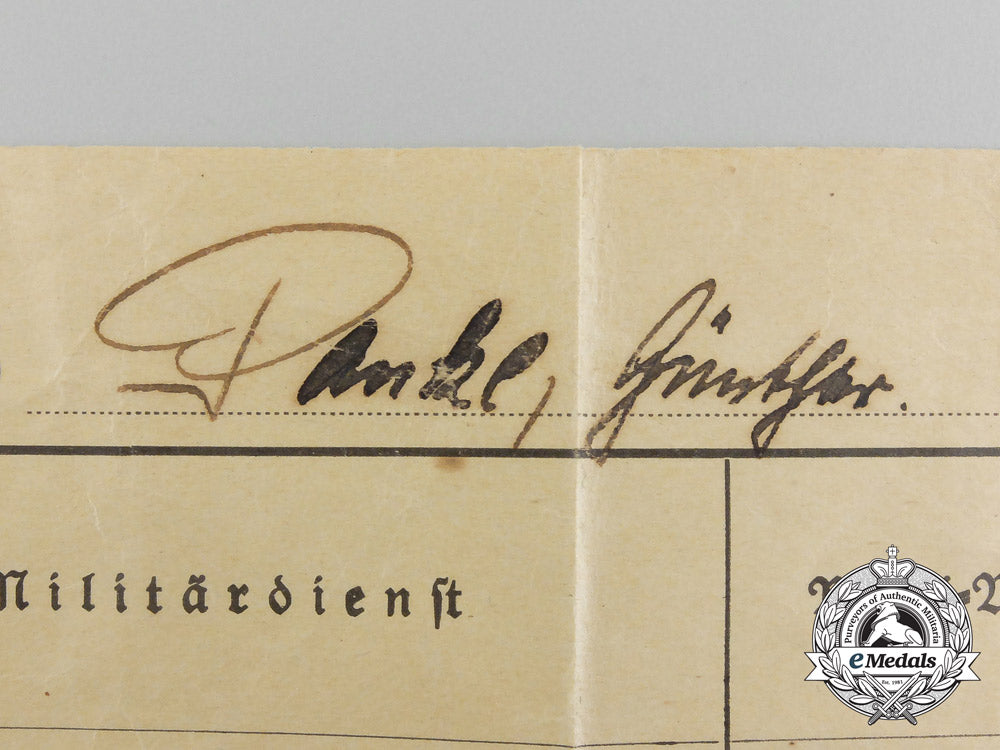 Pankl, Günther.
Militärdienst
Purveyors of Authentic Militaria
eMedals
Est. 1981